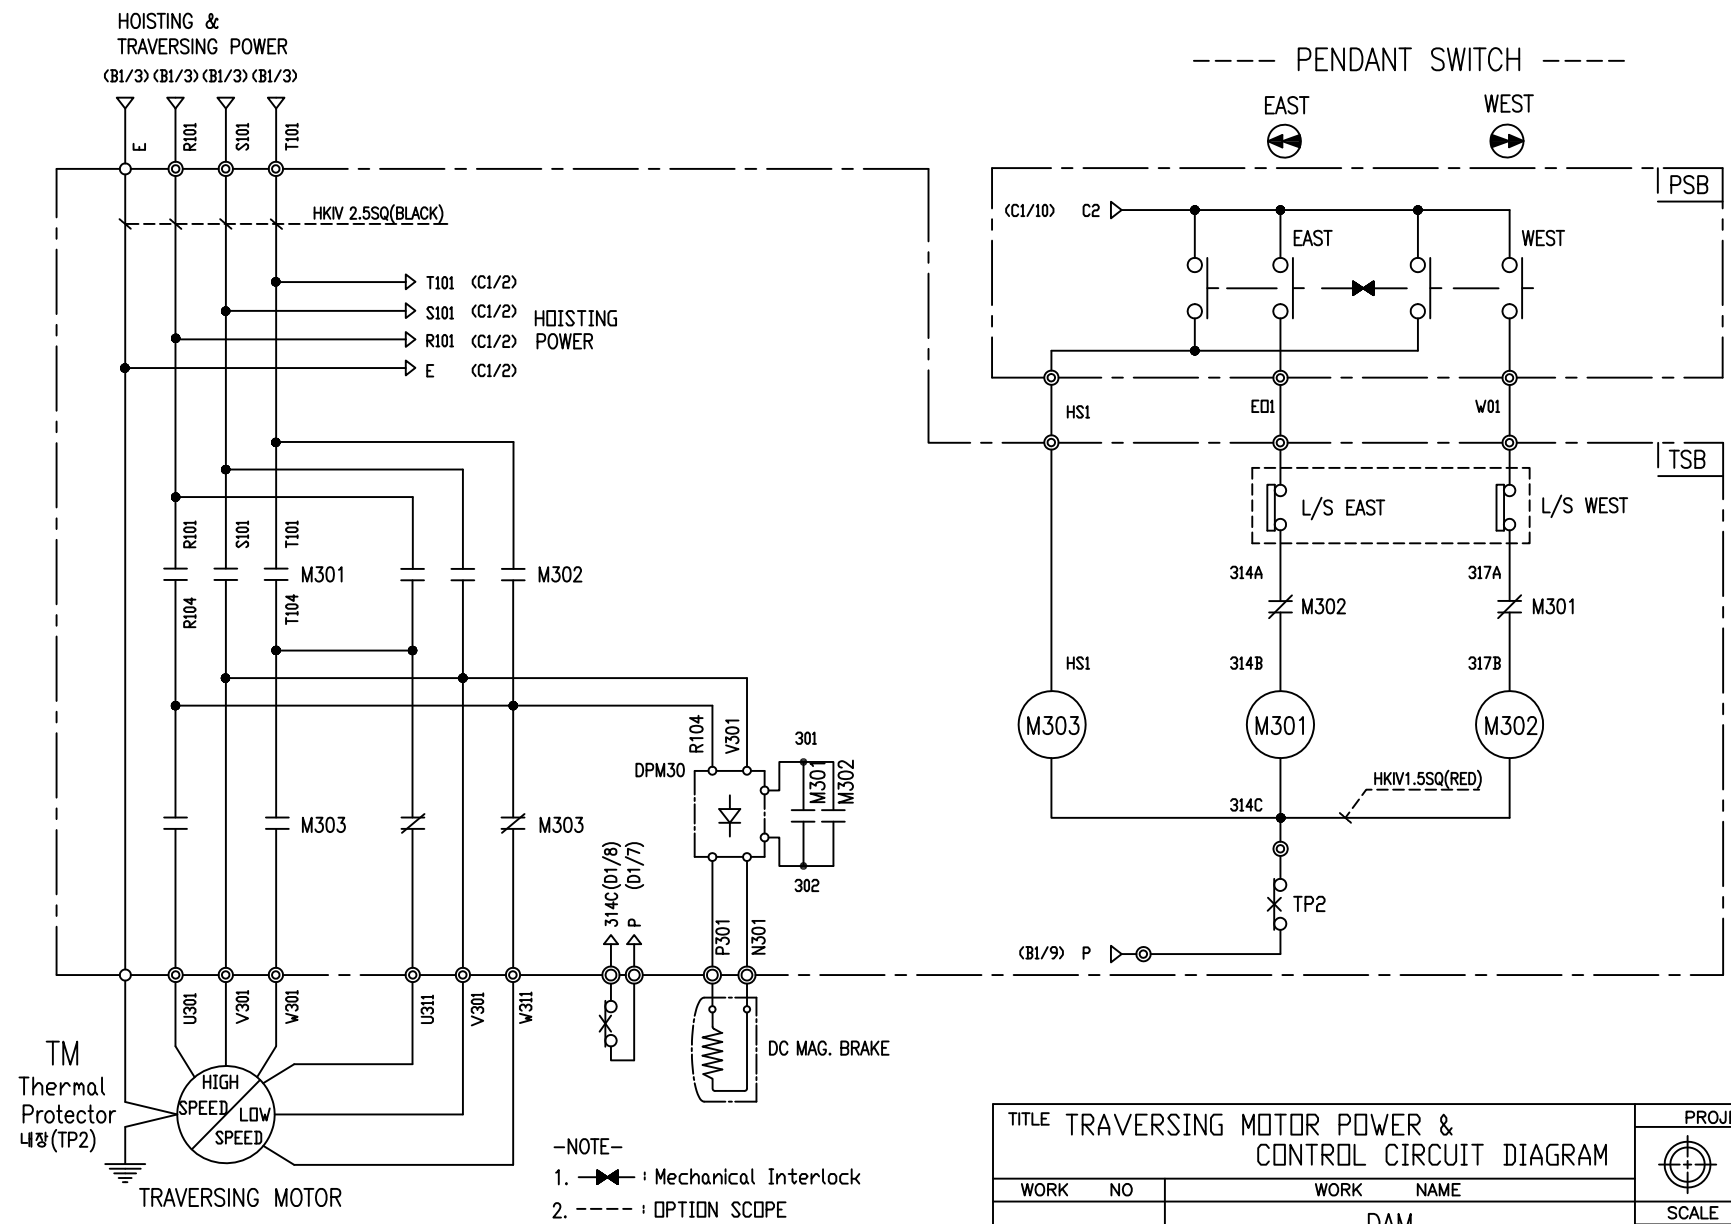 HOISTING &
TRAVERSING POWER
(B1/3) (B1/3) (B1/3) (B1/3)
E
R101
S101
T101
HKIV 2.5SQ(BLACK)
T101 (C1/2)
S101 (C1/2)
R101 (C1/2)
E (C1/2)
HOISTING
POWER
R101
S101
T101
M301
M302
R104
T104
R104
V301
DPM30
301
M301
M302
302
M303
M303
314C(D1/8)
P (D1/7)
P301
N301
U301
V301
W301
U311
V301
W311
DC MAG. BRAKE
TM
Thermal
Protector
내장(TP2)
HIGH
SPEED
LOW
SPEED
TRAVERSING MOTOR
-NOTE-
1. : Mechanical Interlock
2. ---- : OPTION SCOPE
---- PENDANT SWITCH ----
EAST
WEST
PSB
(C1/10) C2
EAST
WEST
HS1
E01
W01
TSB
L/S EAST
L/S WEST
314A
317A
M302
M301
HS1
314B
317B
M303
M301
M302
HKIV1.5SQ(RED)
314C
TP2
(B1/9) P
TITLE TRAVERSING MOTOR POWER &
CONTROL CIRCUIT DIAGRAM
WORK NO
WORK NAME
SCALE